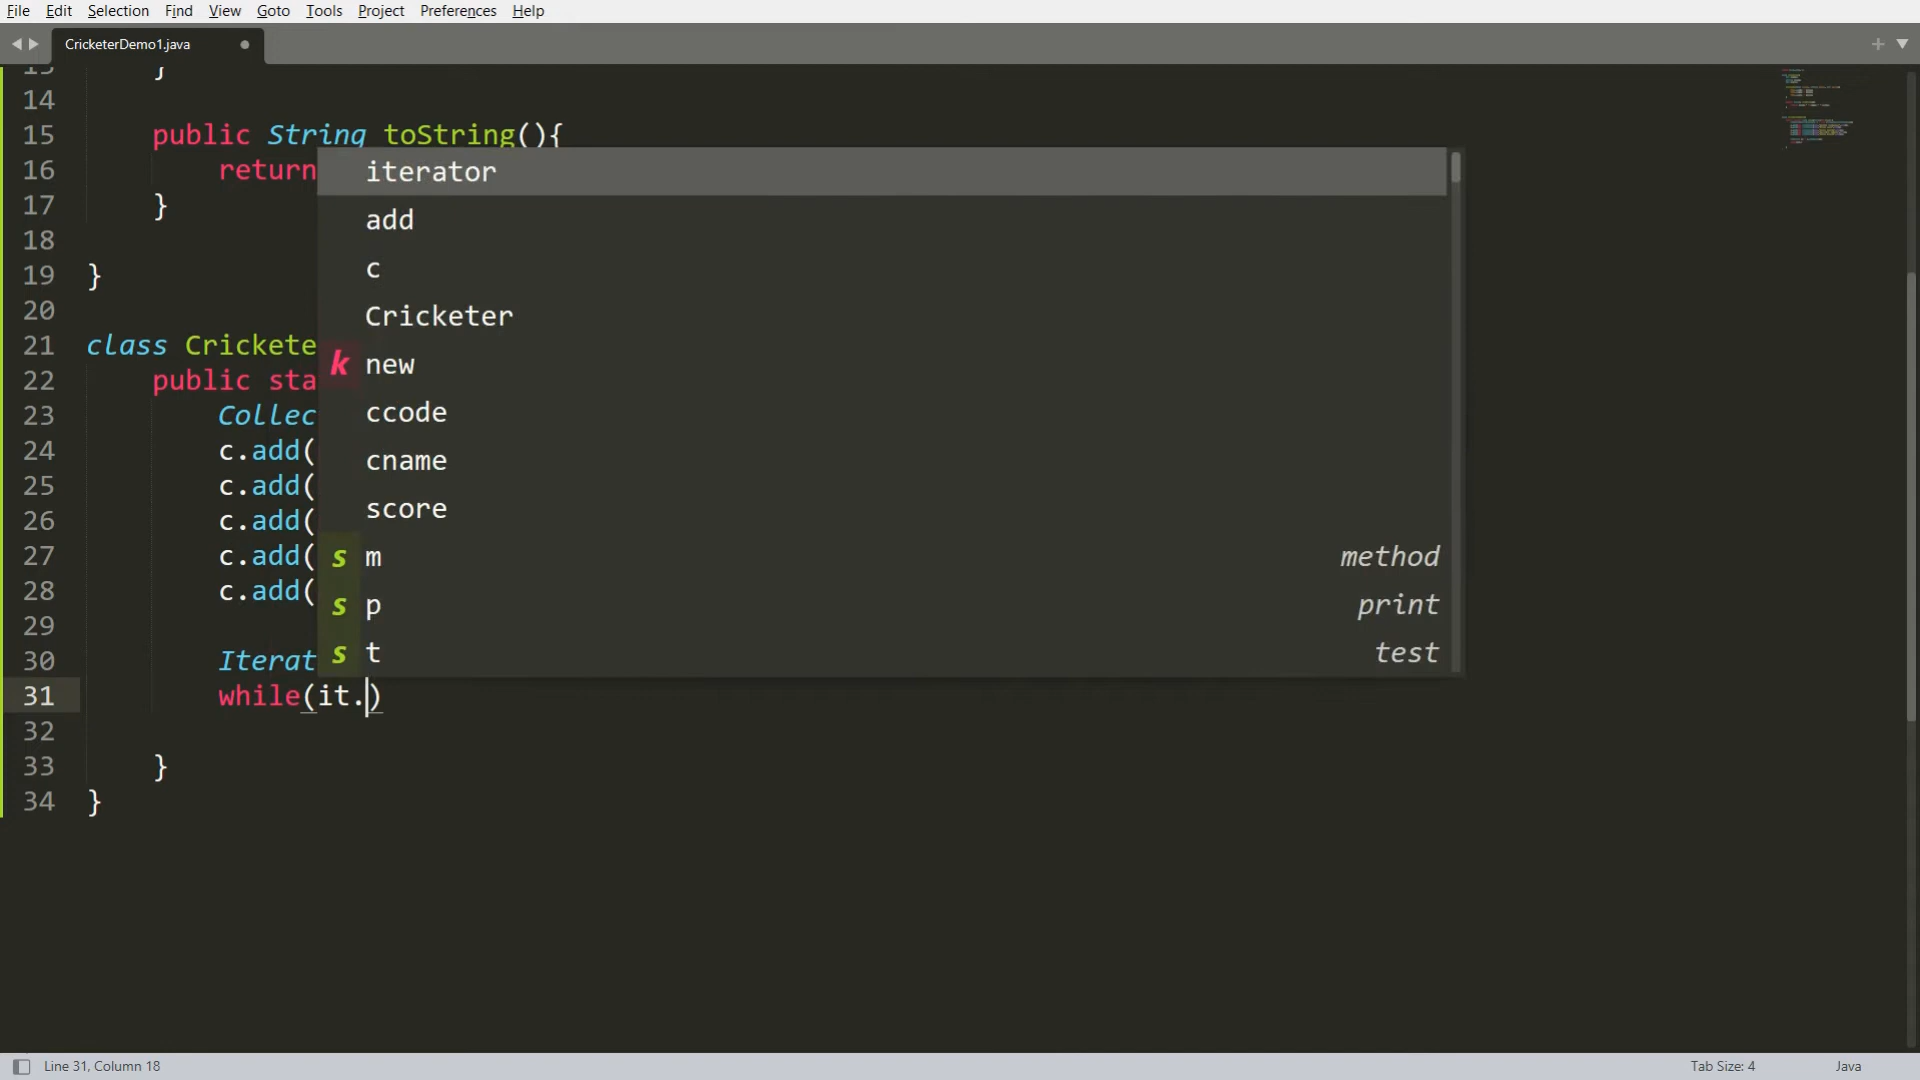 File Edit Selection Find View Goto Tools Project Preferences Help
CricketerDemo1.java
14
15 public String toString(){
16 return
17 }
18
19 }
20
21 class Crickete
22 public sta
23 Collec
24 c.add(
25 c.add(
26 c.add(
27 c.add(
28 c.add(
29
30 Iterat
31 while(it.)
32
33 }
34 }
iterator
add
c
Cricketer
k new
ccode
cname
score
s m method
s p print
s t test
Line 31, Column 18 Tab Size: 4 Java